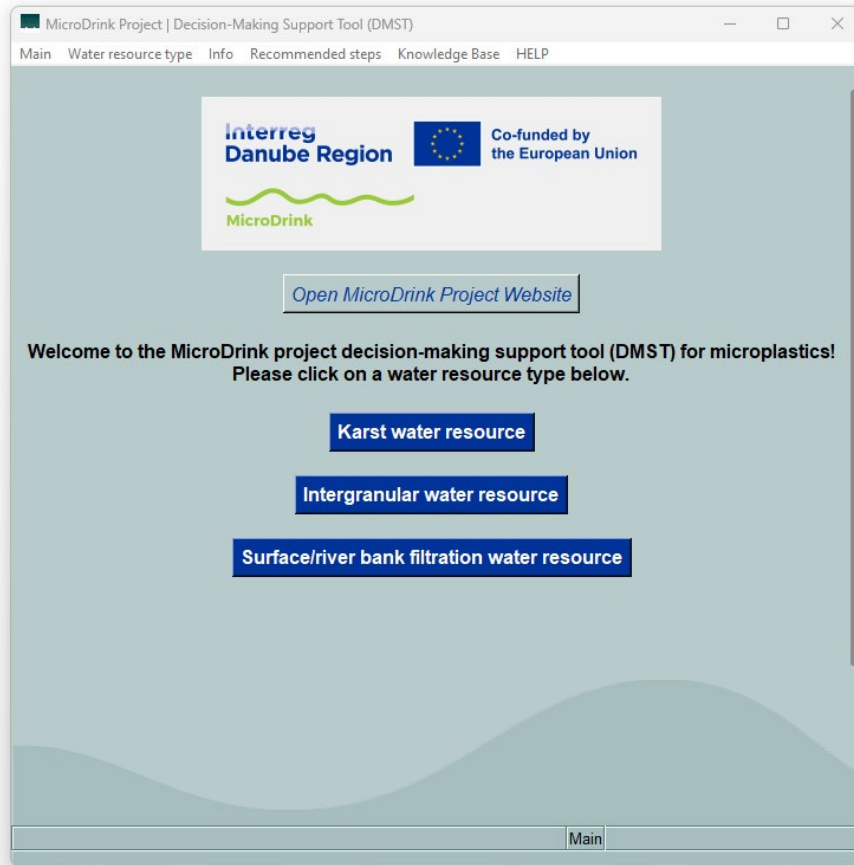 MicroDrink Project | Decision-Making Support Tool (DMST)
Main Water resource type Info Recommended steps Knowledge Base HELP
Interreg
Danube Region
Co-funded by
the European Union
MicroDrink
Open MicroDrink Project Website
Welcome to the MicroDrink project decision-making support tool (DMST) for microplastics!
Please click on a water resource type below.
Karst water resource
Intergranular water resource
Surface/river bank filtration water resource
Main